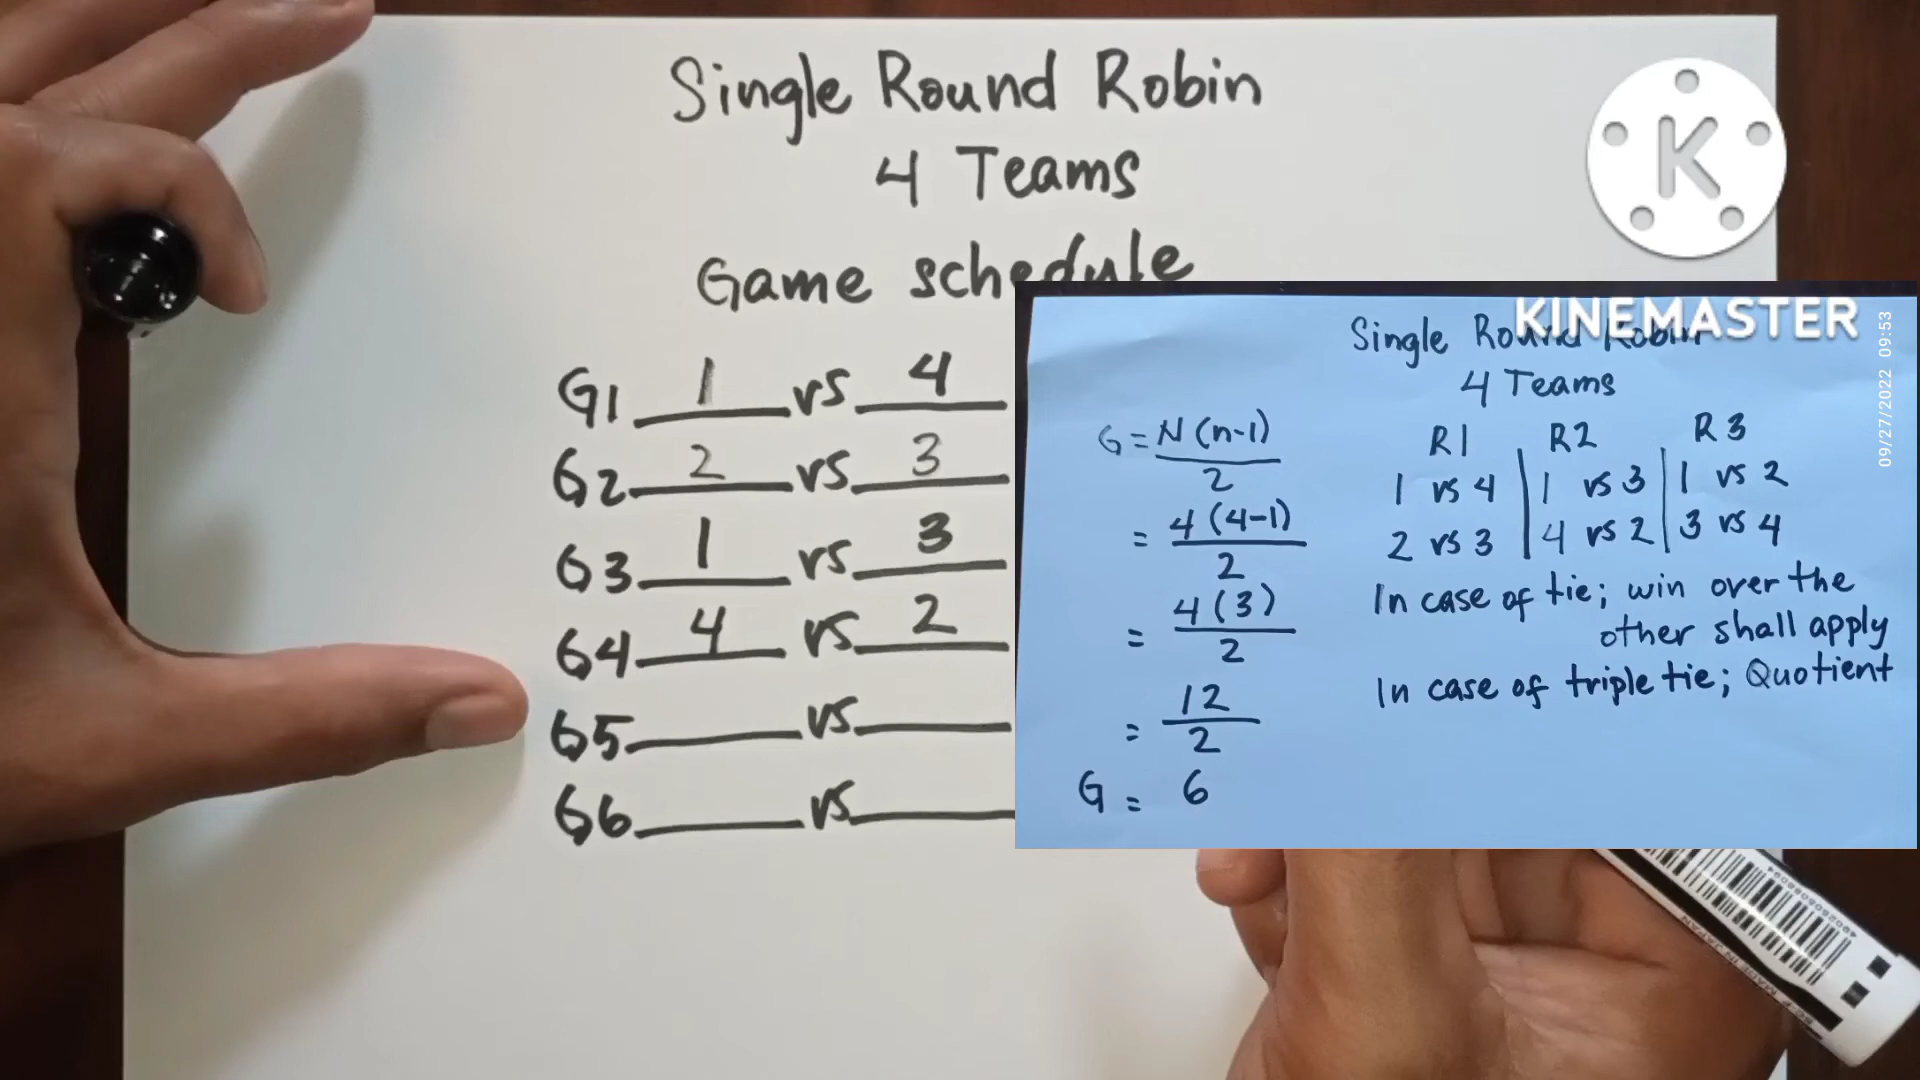 Single Round Robin
4 Teams
Game schedule
G1 1 vs 4
G2 2 vs 3
G3 1 vs 3
G4 4 vs 2
G5 vs
G6 vs
K
KINEMASTER
09/27/2022 09:53
Single Round Robin
4 Teams
G = N (n-1)
2
= 4 (4-1)
2
= 4 (3)
2
= 12
2
G = 6
R1 R2 R3
1 vs 4 1 vs 3 1 vs 2
2 vs 3 4 vs 2 3 vs 4
In case of tie; win over the
other shall apply
In case of triple tie; Quotient
MADE IN JAPAN